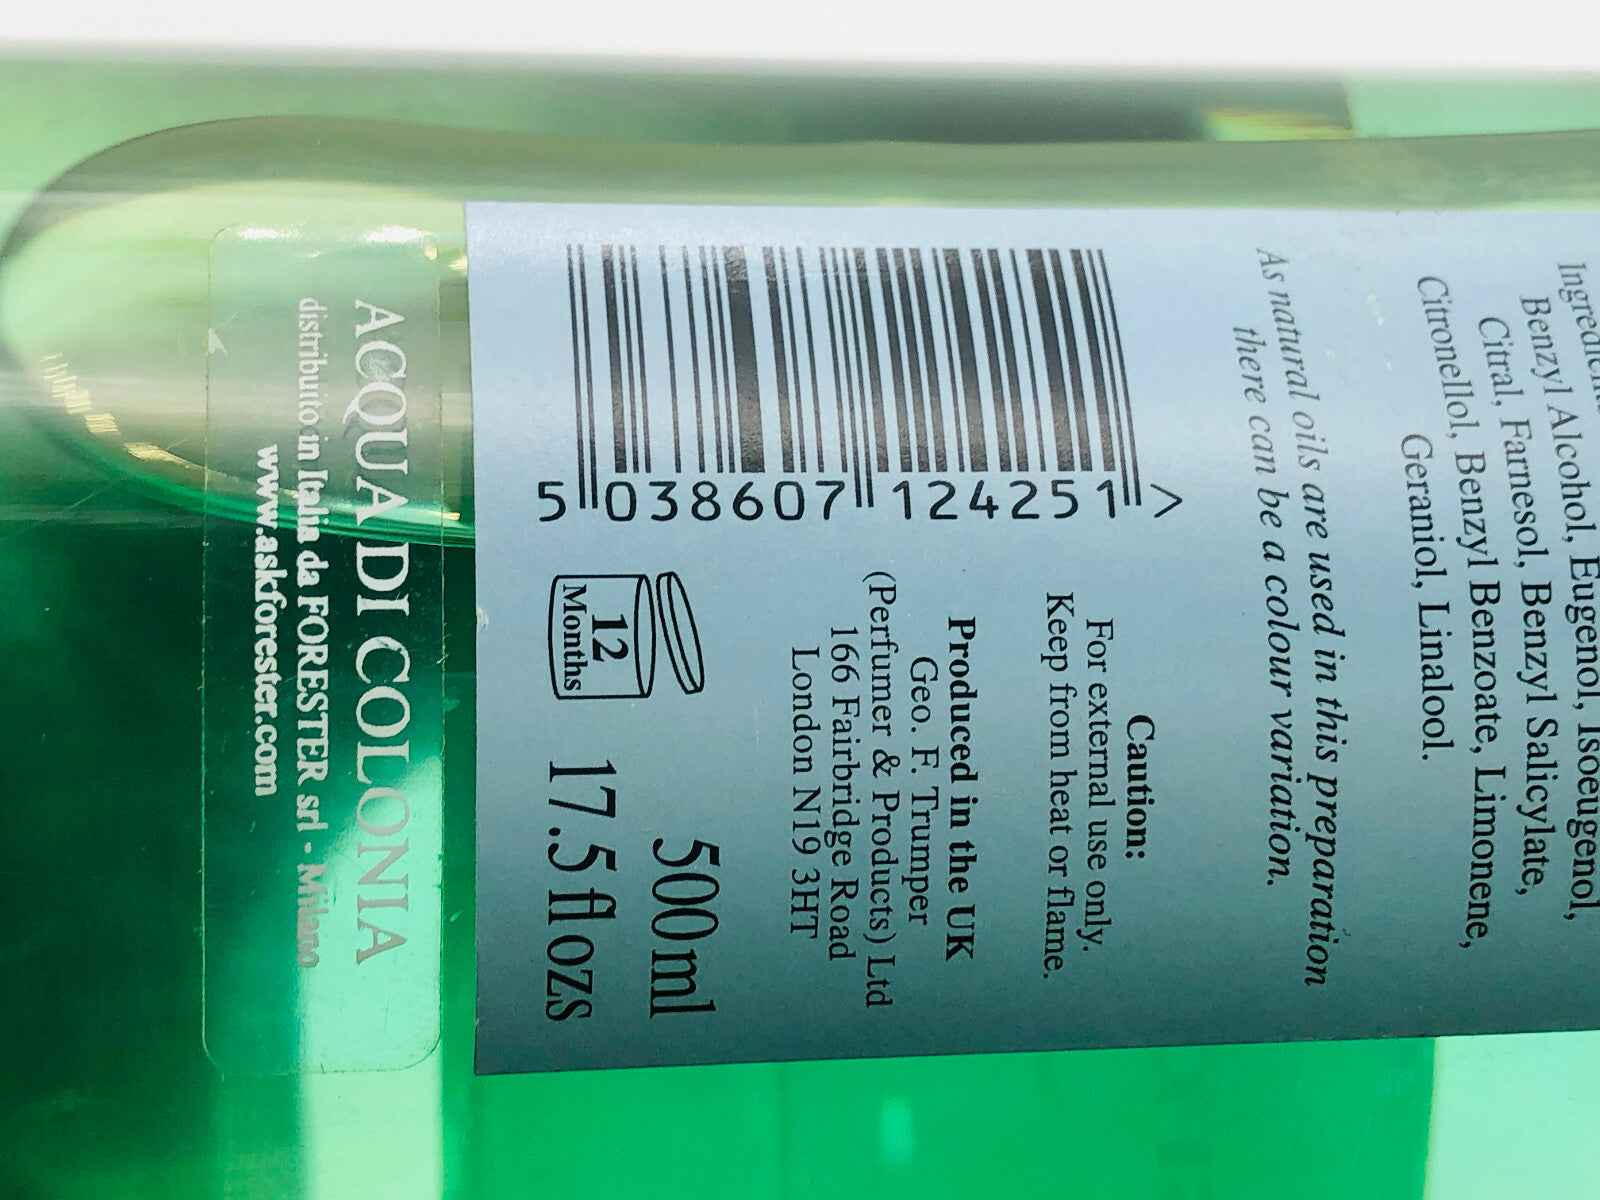 Benzyl Alcohol, Eugenol, Isoeugenol,
Citral, Farnesol, Benzyl Salicylate,
Citronellol, Benzyl Benzoate, Limonene,
Geraniol, Linalool.
As natural oils are used in this preparation
there can be a colour variation.
Caution:
For external use only.
Keep from heat or flame.
Produced in the UK
Geo. F. Trumper
(Perfumer & Products) Ltd
166 Fairbridge Road
London N19 3HT
5 038607 124251 >
12
Months
500ml
17.5 fl ozs
ACQUA DI COLONIA
distribuito in Italia da FORESTER srl - Milano
www.askforester.com